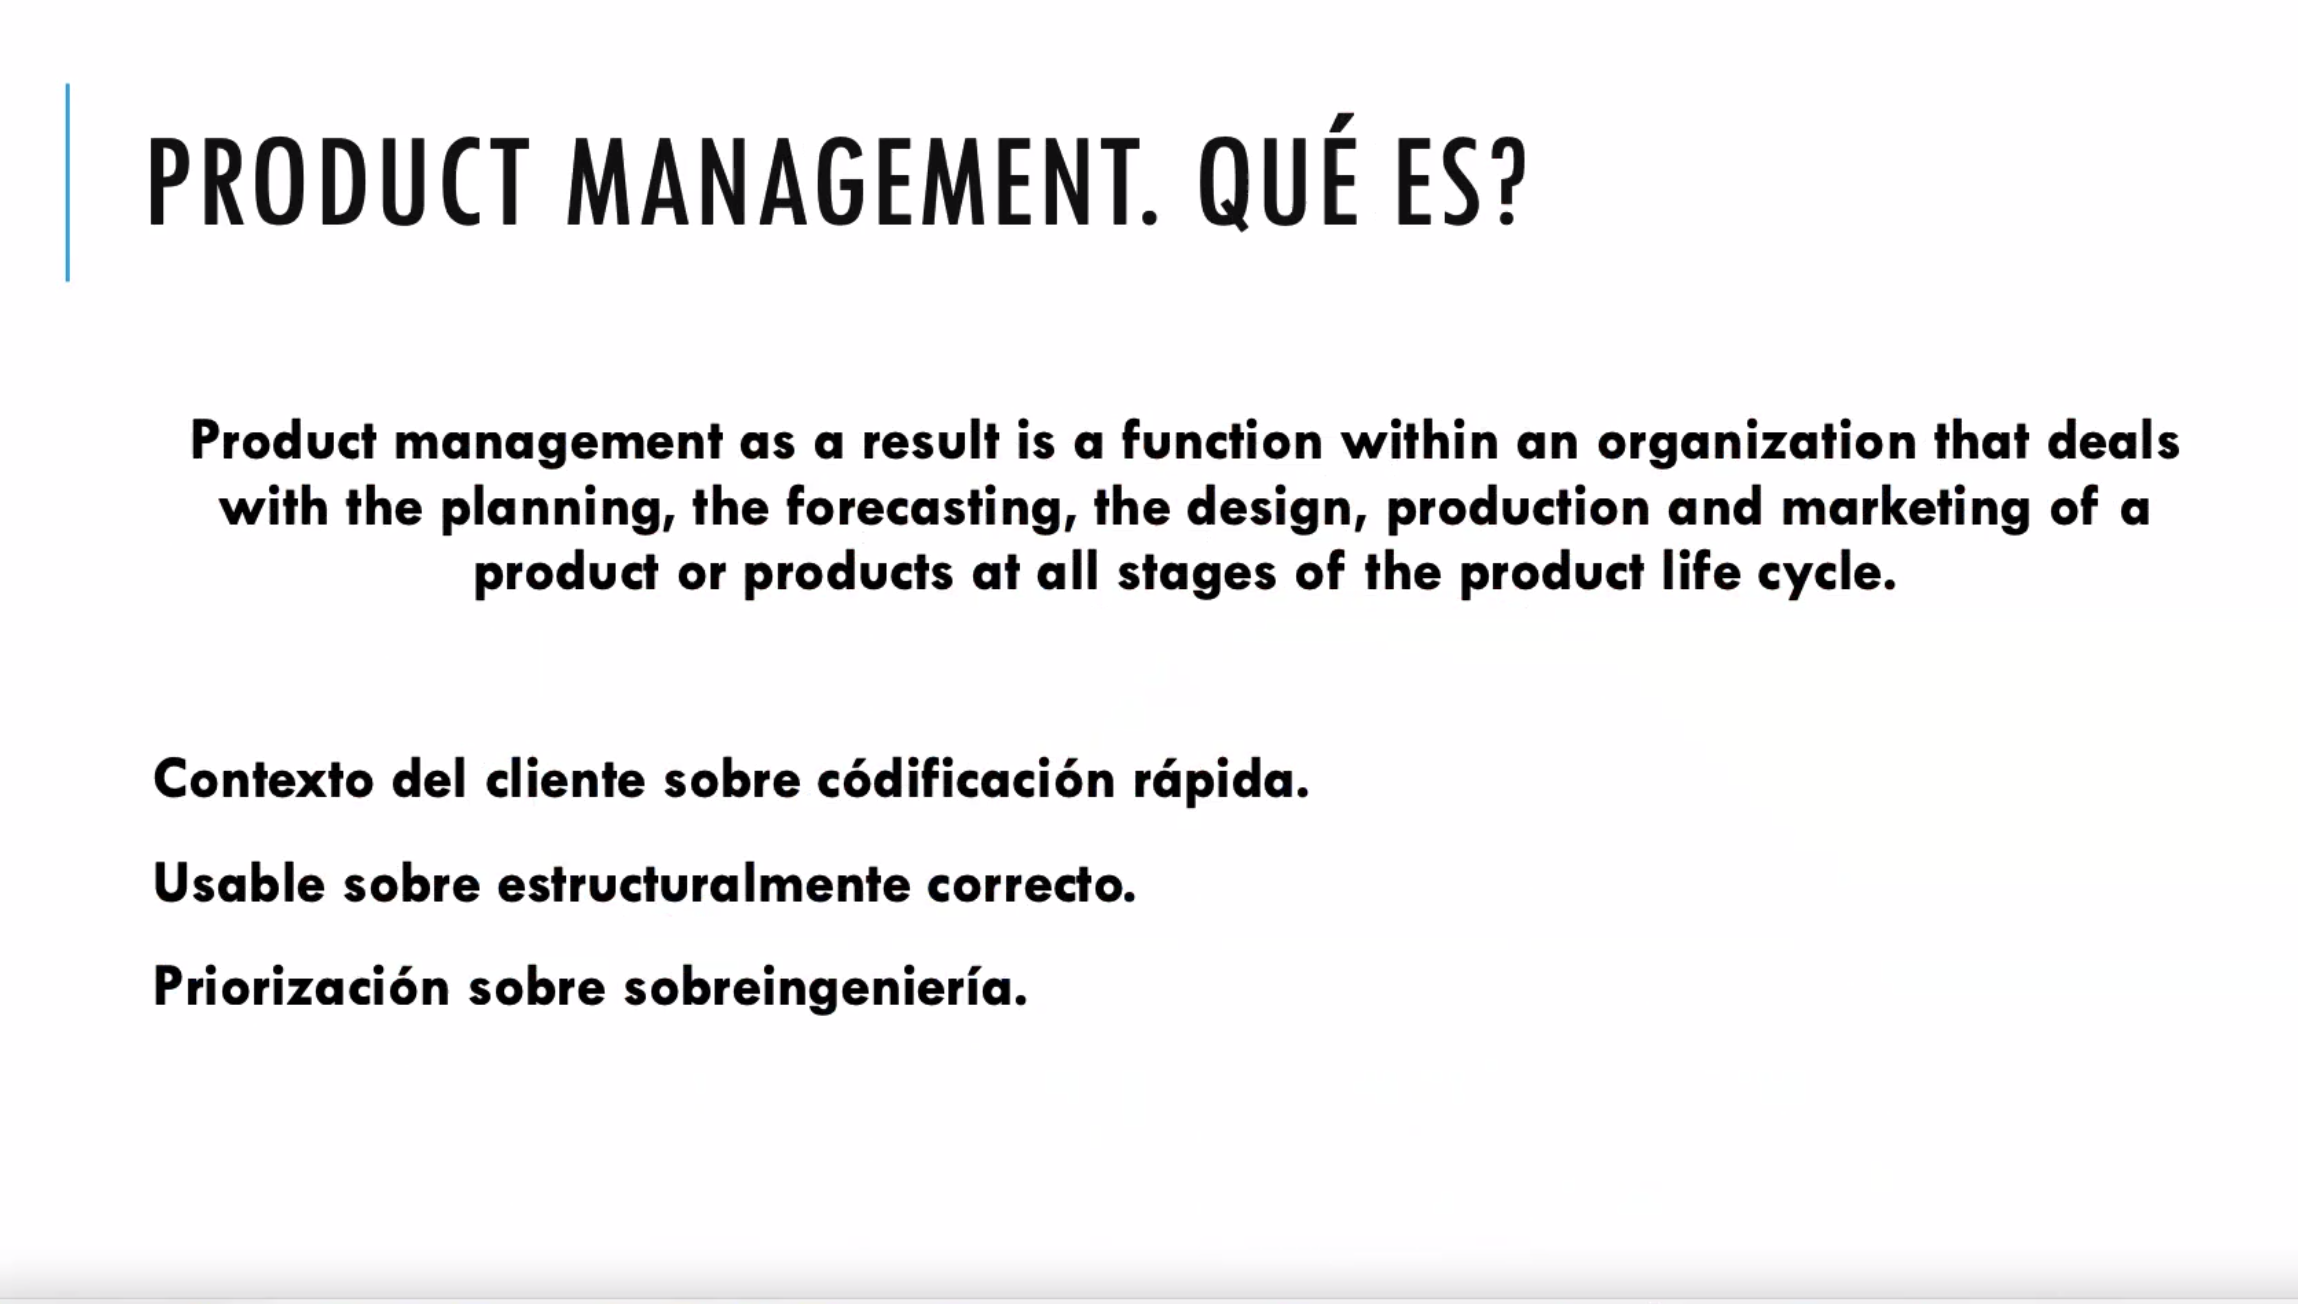 PRODUCT MANAGEMENT. QUÉ ES?
Product management as a result is a function within an organization that deals
with the planning, the forecasting, the design, production and marketing of a
product or products at all stages of the product life cycle.
Contexto del cliente sobre códificación rápida.
Usable sobre estructuralmente correcto.
Priorización sobre sobreingeniería.